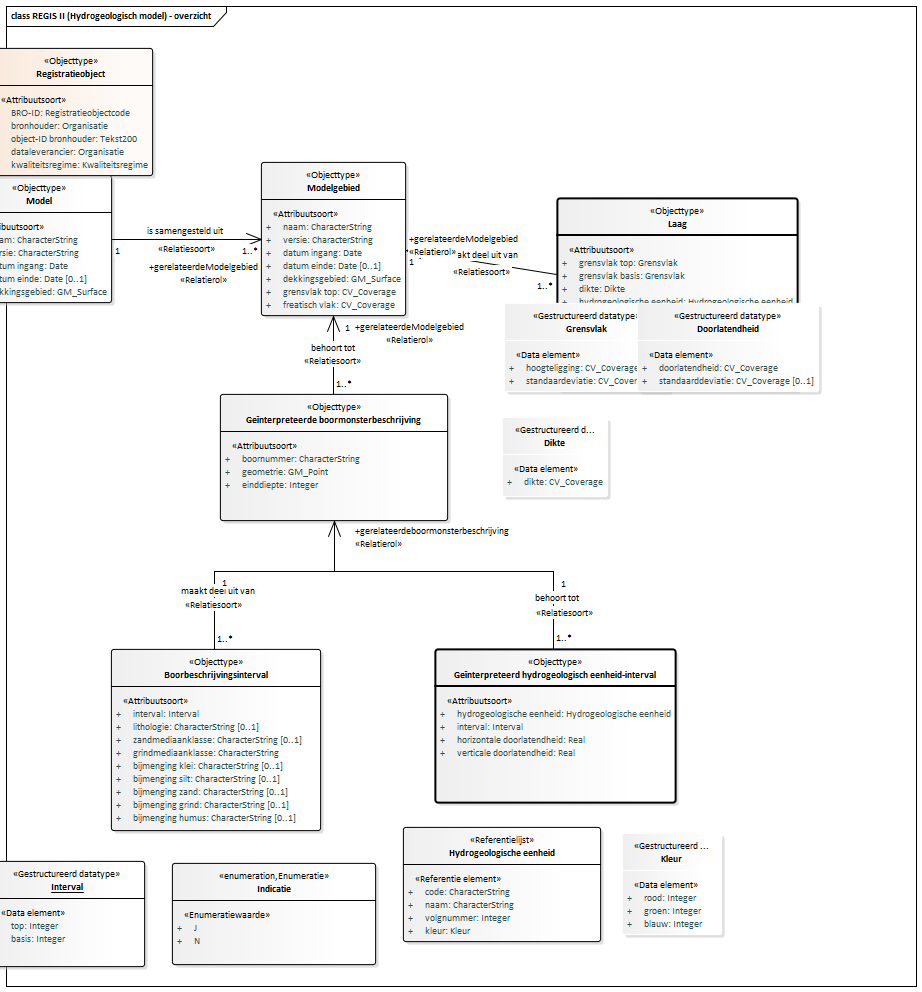 class REGIS II (Hydrogeologisch model) - overzicht
«Objecttype»
Registratieobject
«Attribuutsoort»
BRO-ID: Registratieobjectcode
bronhouder: Organisatie
object-ID bronhouder: Tekst200
dataleverancier: Organisatie
kwaliteitsregime: Kwaliteitsregime
«Objecttype»
Model
ibuutsoort»
am: CharacterString
rsie: CharacterString
tum ingang: Date
tum einde: Date [0..1]
kkingsgebied: GM_Surface
is samengesteld uit
1
«Relatiesoort»
1..*
+gerelateerdeModelgebied
«Relatierol»
«Objecttype»
Modelgebied
«Attribuutsoort»
+ naam: CharacterString
+ versie: CharacterString
+ datum ingang: Date
+ datum einde: Date [0..1]
+ dekkingsgebied: GM_Surface
+ grensvlak top: CV_Coverage
+ freatisch vlak: CV_Coverage
+gerelateerdeModelgebied
«Relatierol» akt deel uit van
1
«Relatiesoort»
1..*
«Objecttype»
Laag
«Attribuutsoort»
+ grensvlak top: Grensvlak
+ grensvlak basis: Grensvlak
+ dikte: Dikte
+ hydrogeologische eenheid: Hydrogeologische eenheid
«Gestructureerd datatype»
Grensvlak
«Data element»
+ hoogteligging: CV_Coverage
+ standaardeviatie: CV_Cover
«Gestructureerd datatype»
Doorlatendheid
«Data element»
+ doorlatendheid: CV_Coverage
+ standaarddeviatie: CV_Coverage [0..1]
1 +gerelateerdeModelgebied
«Relatierol»
behoort tot
«Relatiesoort»
1..*
«Objecttype»
Geïnterpreteerde boormonsterbeschrijving
«Attribuutsoort»
+ boornummer: CharacterString
+ geometrie: GM_Point
+ einddiepte: Integer
«Gestructureerd d...
Dikte
«Data element»
+ dikte: CV_Coverage
+gerelateerdeboormonsterbeschrijving
«Relatierol»
1
maakt deel uit van
«Relatiesoort»
1..*
1
behoort tot
«Relatiesoort»
1..*
«Objecttype»
Boorbeschrijvingsinterval
«Attribuutsoort»
+ interval: Interval
+ lithologie: CharacterString [0..1]
+ zandmediaanklasse: CharacterString [0..1]
+ grindmediaanklasse: CharacterString
+ bijmenging klei: CharacterString [0..1]
+ bijmenging silt: CharacterString [0..1]
+ bijmenging zand: CharacterString [0..1]
+ bijmenging grind: CharacterString [0..1]
+ bijmenging humus: CharacterString [0..1]
«Objecttype»
Geïnterpreteerd hydrogeologisch eenheid-interval
«Attribuutsoort»
+ hydrogeologische eenheid: Hydrogeologische eenheid
+ interval: Interval
+ horizontale doorlatendheid: Real
+ verticale doorlatendheid: Real
«Gestructureerd datatype»
Interval
«Data element»
top: Integer
basis: Integer
«enumeration,Enumeratie»
Indicatie
«Enumeratiewaarde»
+ J
+ N
«Referentielijst»
Hydrogeologische eenheid
«Referentie element»
+ code: CharacterString
+ naam: CharacterString
+ volgnummer: Integer
+ kleur: Kleur
«Gestructureerd ...
Kleur
«Data element»
+ rood: Integer
+ groen: Integer
+ blauw: Integer